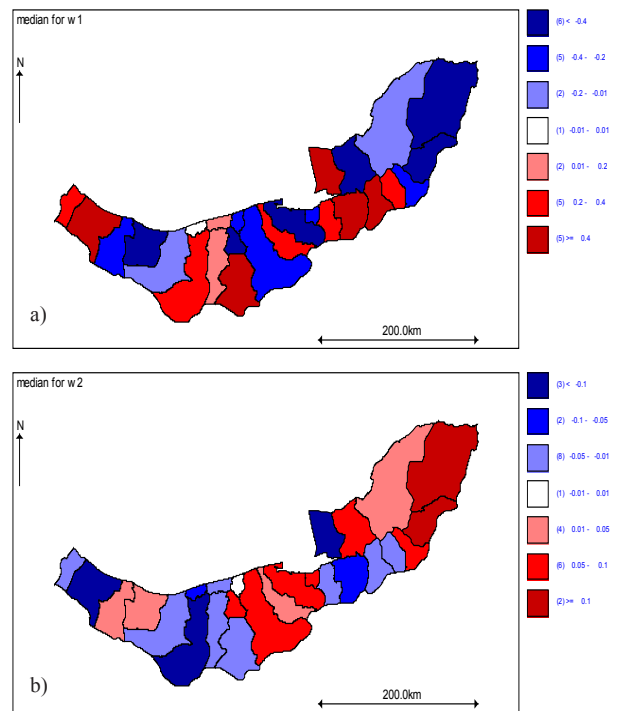 median for w1
N
a)
200.0km
(6) < -0.4
(5) -0.4 - -0.2
(2) -0.2 - -0.01
(1) -0.01 - 0.01
(2) 0.01 - 0.2
(5) 0.2 - 0.4
(5) >= 0.4
median for w2
N
b)
200.0km
(3) < -0.1
(2) -0.1 - -0.05
(8) -0.05 - -0.01
(1) -0.01 - 0.01
(4) 0.01 - 0.05
(6) 0.05 - 0.1
(2) >= 0.1